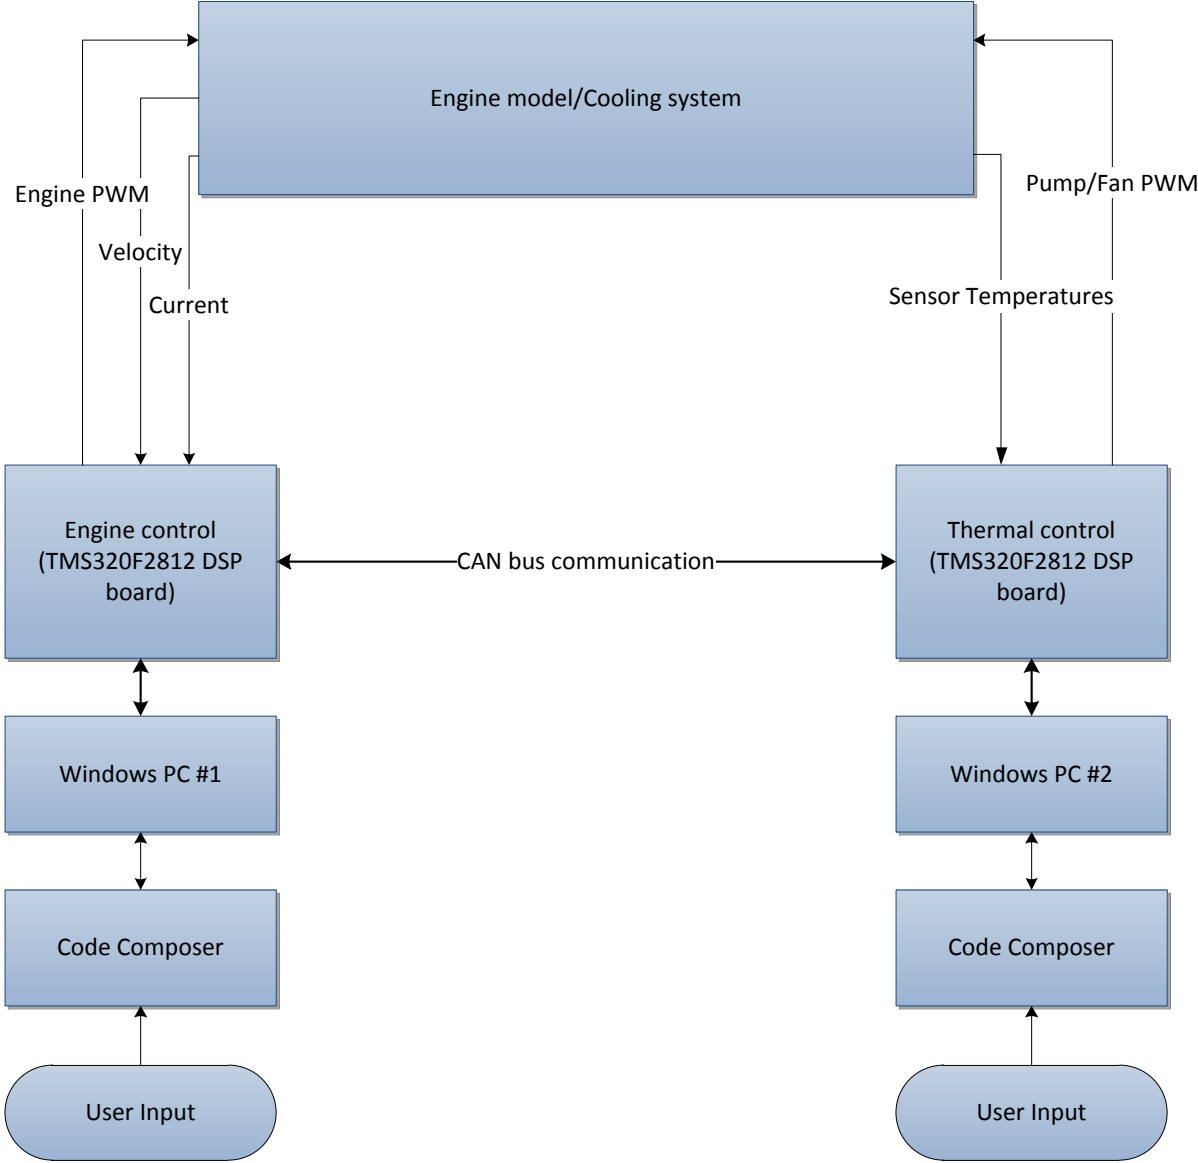 Engine model/Cooling system
Engine PWM
Pump/Fan PWM
Velocity
Current
Sensor Temperatures
Engine control
(TMS320F2812 DSP
board)
CAN bus communication
Thermal control
(TMS320F2812 DSP
board)
Windows PC #1
Windows PC #2
Code Composer
Code Composer
User Input
User Input